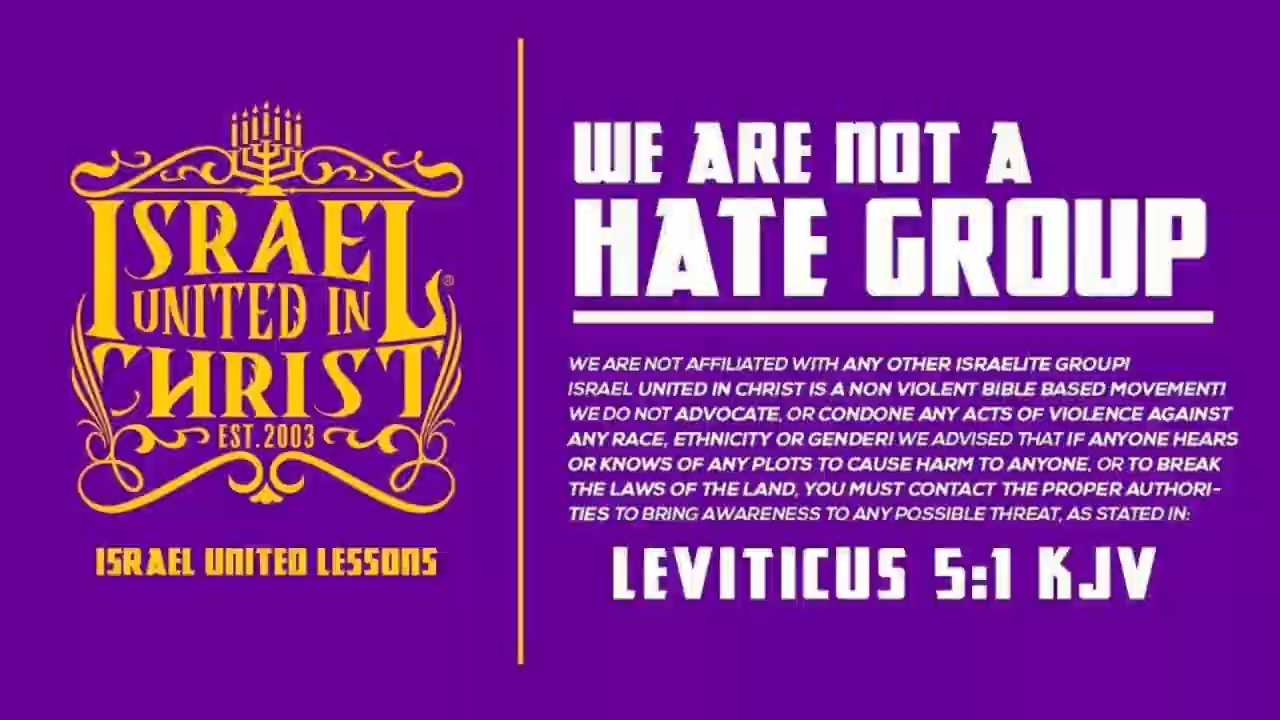 ISRAEL
UNITED IN
CHRIST
EST.2003
ISRAEL UNITED LESSONS
WE ARE NOT A
HATE GROUP
WE ARE NOT AFFILIATED WITH ANY OTHER ISRAELITE GROUP!
ISRAEL UNITED IN CHRIST IS A NON VIOLENT BIBLE BASED MOVEMENT!
WE DO NOT ADVOCATE, OR CONDONE ANY ACTS OF VIOLENCE AGAINST
ANY RACE, ETHNICITY OR GENDER! WE ADVISED THAT IF ANYONE HEARS
OR KNOWS OF ANY PLOTS TO CAUSE HARM TO ANYONE, OR TO BREAK
THE LAWS OF THE LAND, YOU MUST CONTACT THE PROPER AUTHORI-
TIES TO BRING AWARENESS TO ANY POSSIBLE THREAT, AS STATED IN:
LEVITICUS 5:1 KJV